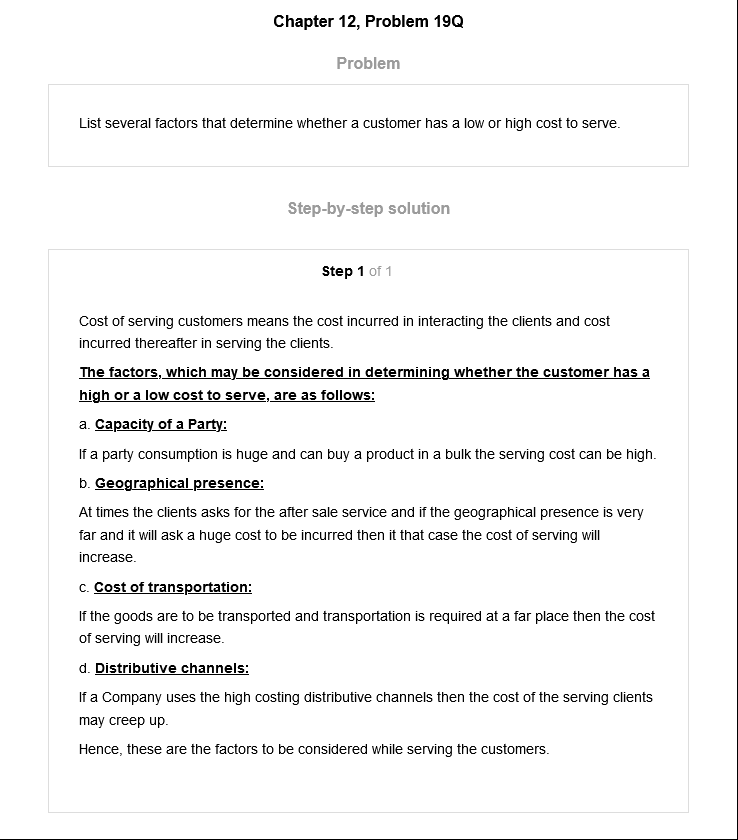 Chapter 12, Problem 19Q
Problem
List several factors that determine whether a customer has a low or high cost to serve.
Step-by-step solution
Step 1 of 1
Cost of serving customers means the cost incurred in interacting the clients and cost
incurred thereafter in serving the clients.
The factors, which may be considered in determining whether the customer has a
high or a low cost to serve, are as follows:
a. Capacity of a Party:
If a party consumption is huge and can buy a product in a bulk the serving cost can be high.
b. Geographical presence:
At times the clients asks for the after sale service and if the geographical presence is very
far and it will ask a huge cost to be incurred then it that case the cost of serving will
increase.
c. Cost of transportation:
If the goods are to be transported and transportation is required at a far place then the cost
of serving will increase.
d. Distributive channels:
If a Company uses the high costing distributive channels then the cost of the serving clients
may creep up.
Hence, these are the factors to be considered while serving the customers.